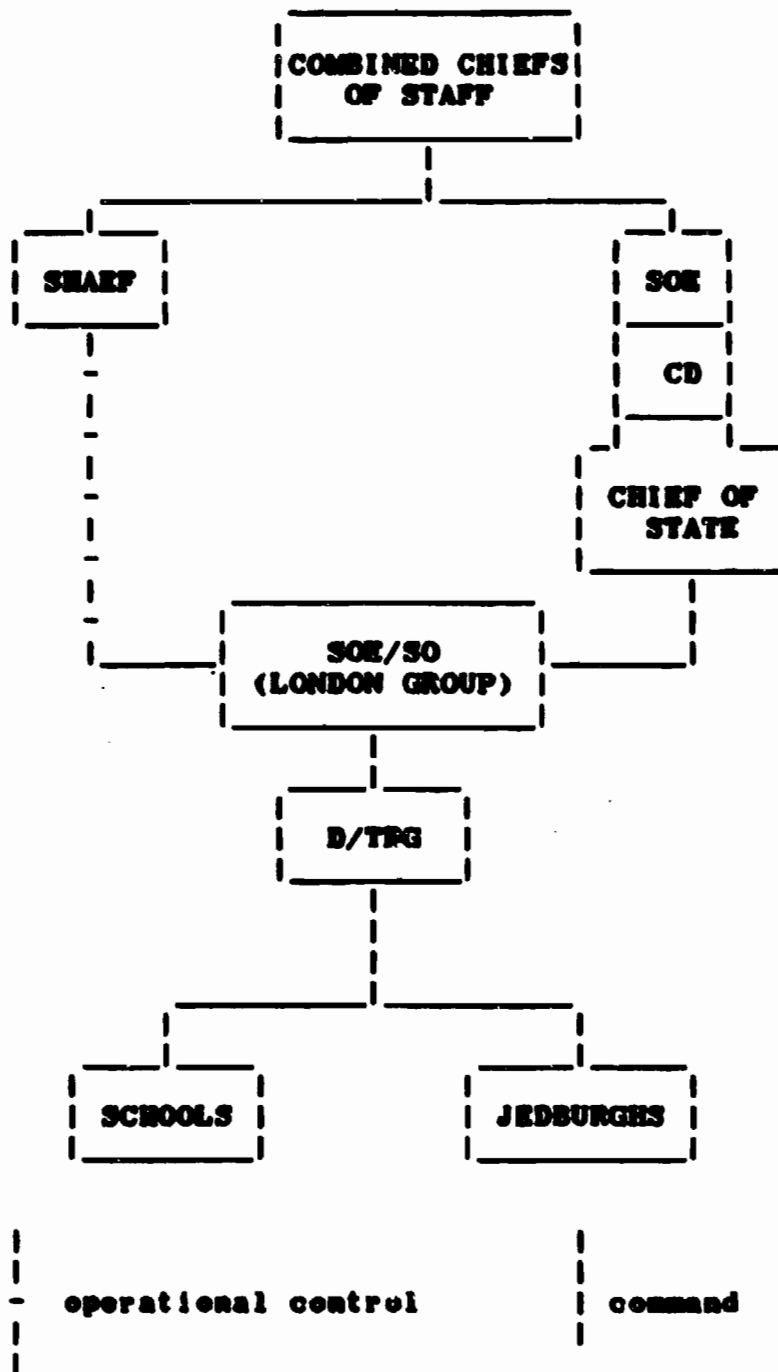 COMBINED CHIEFS
OF STAFF
SHAEF
SOE
CD
CHIEF OF
STATE
SOE/SO
(LONDON GROUP)
D/TRG
SCHOOLS
JEDBURGHS
operational control
command